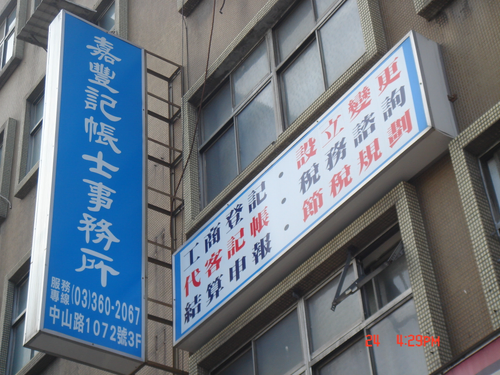 嘉豐記帳士事務所
服務專線 (03)360-2067
中山路1072號3F
工商登記·設立變更
代客記帳·稅務諮詢
結算申報·節稅規劃
24 4:29PM